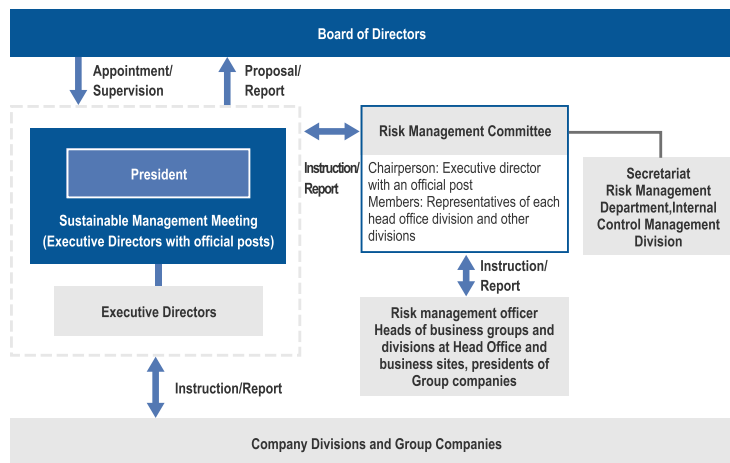 Board of Directors
Appointment/
Supervision
Proposal/
Report
President
Sustainable Management Meeting
(Executive Directors with official posts)
Executive Directors
Instruction/
Report
Risk Management Committee
Chairperson: Executive director
with an official post
Members: Representatives of each
head office division and other
divisions
Secretariat
Risk Management
Department,Internal
Control Management
Division
Instruction/
Report
Risk management officer
Heads of business groups and
divisions at Head Office and
business sites, presidents of
Group companies
Instruction/Report
Company Divisions and Group Companies